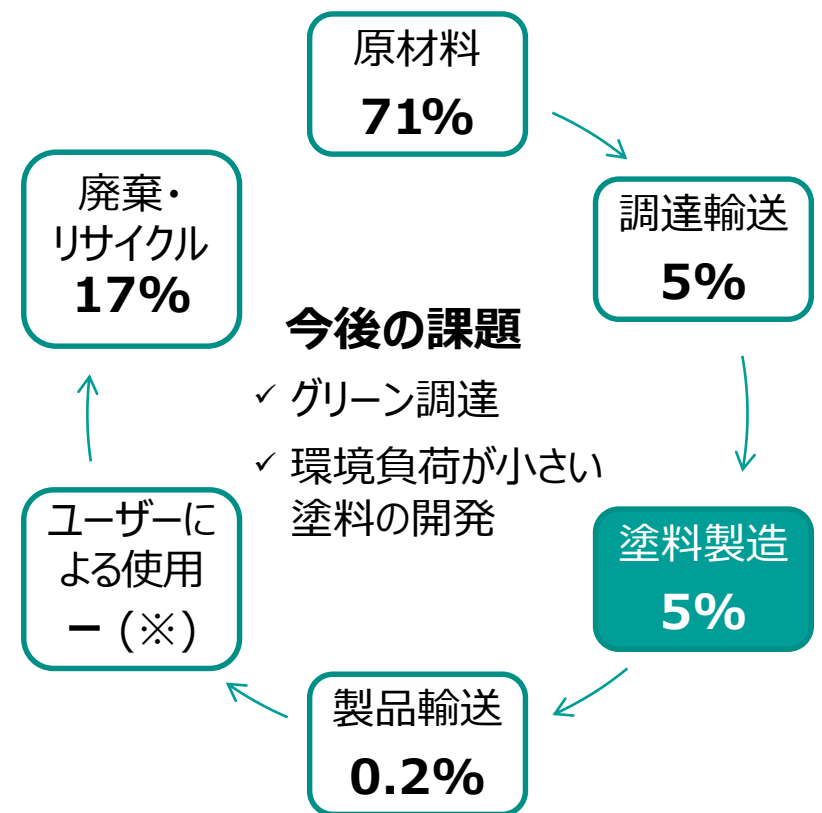 原材料
71%
調達輸送
5%
塗料製造
5%
製品輸送
0.2%
ユーザーに
よる使用
− (※)
廃棄・
リサイクル
17%
今後の課題
✓ グリーン調達
✓ 環境負荷が小さい
塗料の開発